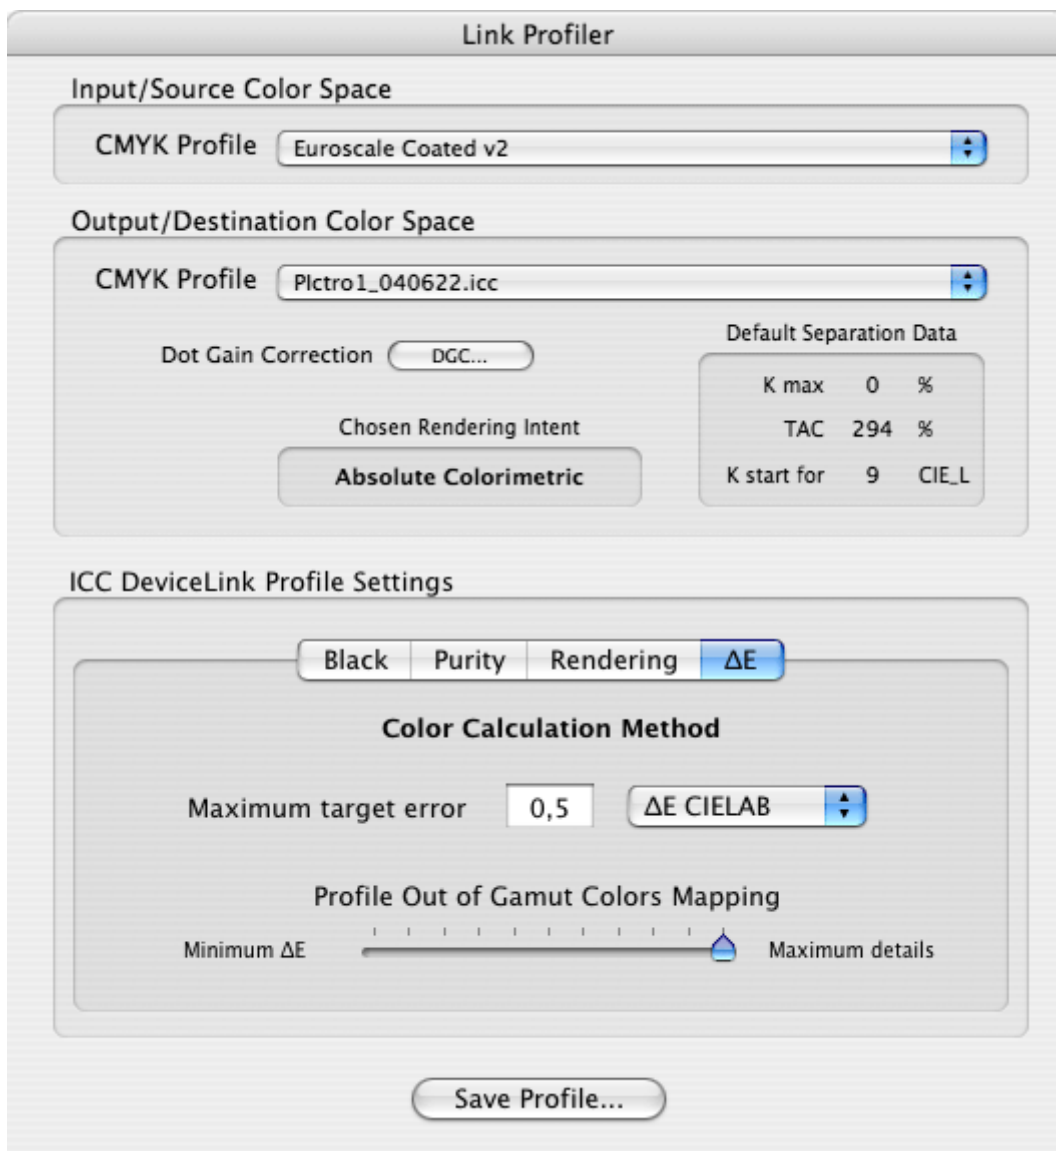 Link Profiler
Input/Source Color Space
CMYK Profile Euroscale Coated v2
Output/Destination Color Space
CMYK Profile Plctro1_040622.icc
Default Separation Data
Dot Gain Correction DGC...
K max 0 %
Chosen Rendering Intent
TAC 294 %
Absolute Colorimetric
K start for 9 CIE_L
ICC DeviceLink Profile Settings
Black Purity Rendering ΔE
Color Calculation Method
Maximum target error 0,5 ΔE CIELAB
Profile Out of Gamut Colors Mapping
Minimum ΔE Maximum details
Save Profile...